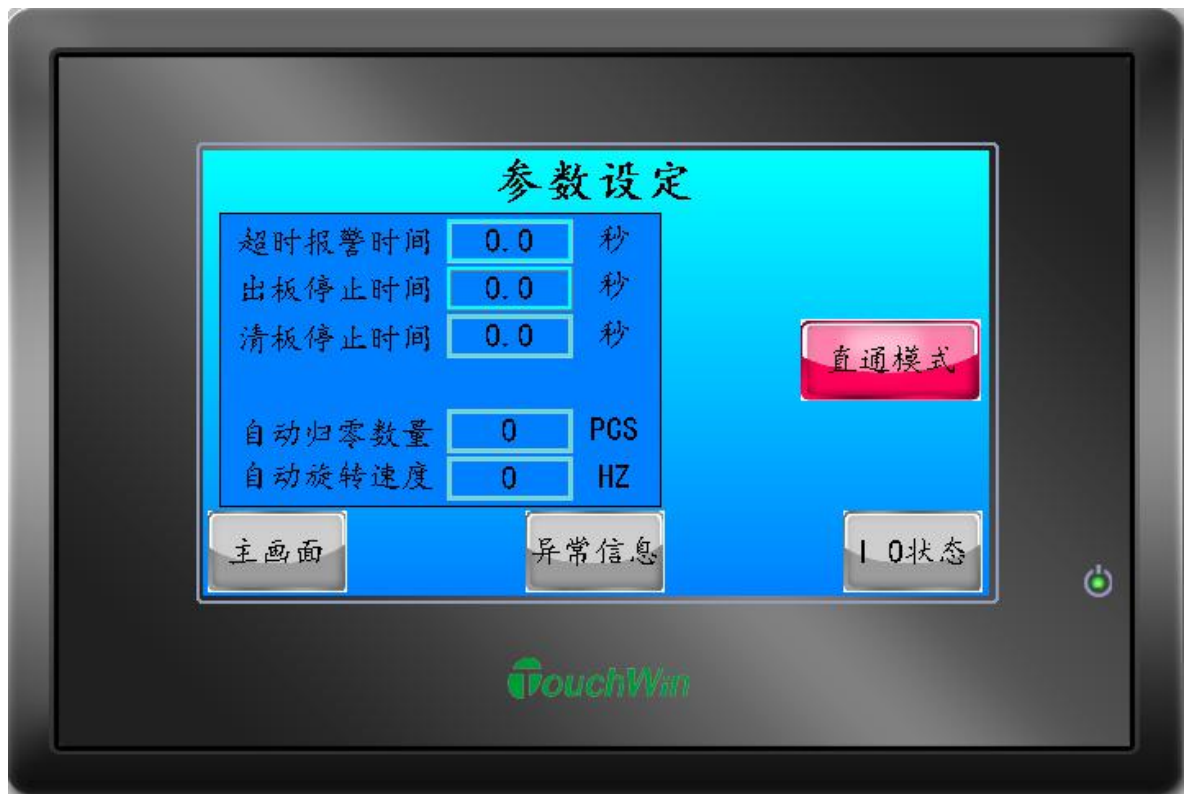 参数设定
超时报警时间 0.0 秒
出板停止时间 0.0 秒
清板停止时间 0.0 秒
直通模式
自动归零数量 0 PCS
自动旋转速度 0 HZ
主画面 异常信息 I O状态
TouchWin